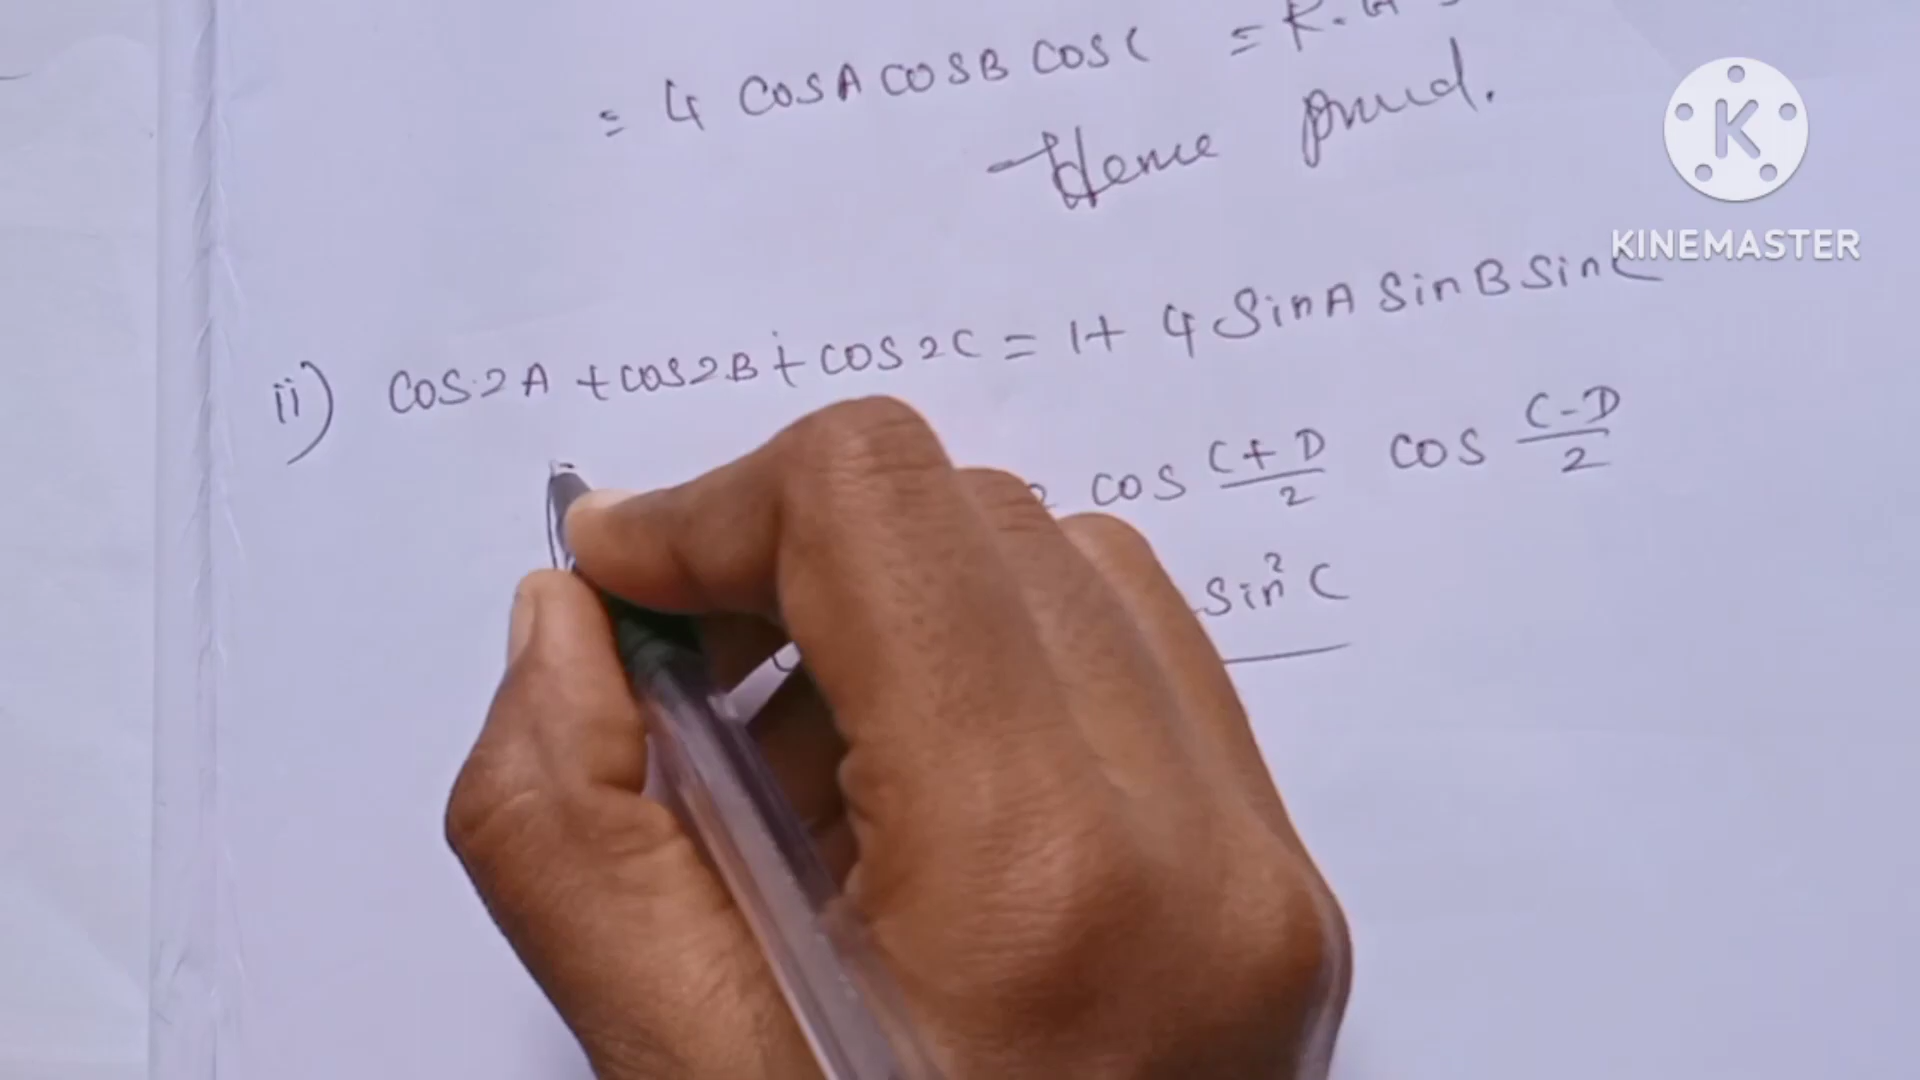 = 4 cosA cosB cosC = R.H
Hence proved.
KINEMASTER
ii) cos2A + cos2B + cos2C = 1 + 4 SinA SinB SinC
cos C+D/2 cos C-D/2
Sin² C